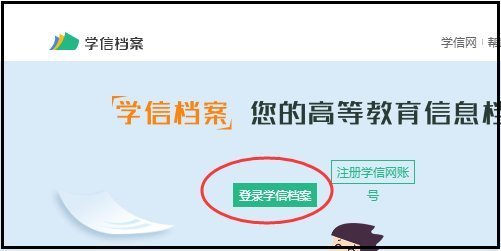 学信档案
学信网 | 帮
学信档案 您的高等教育信息档
登录学信档案
注册学信网账
号